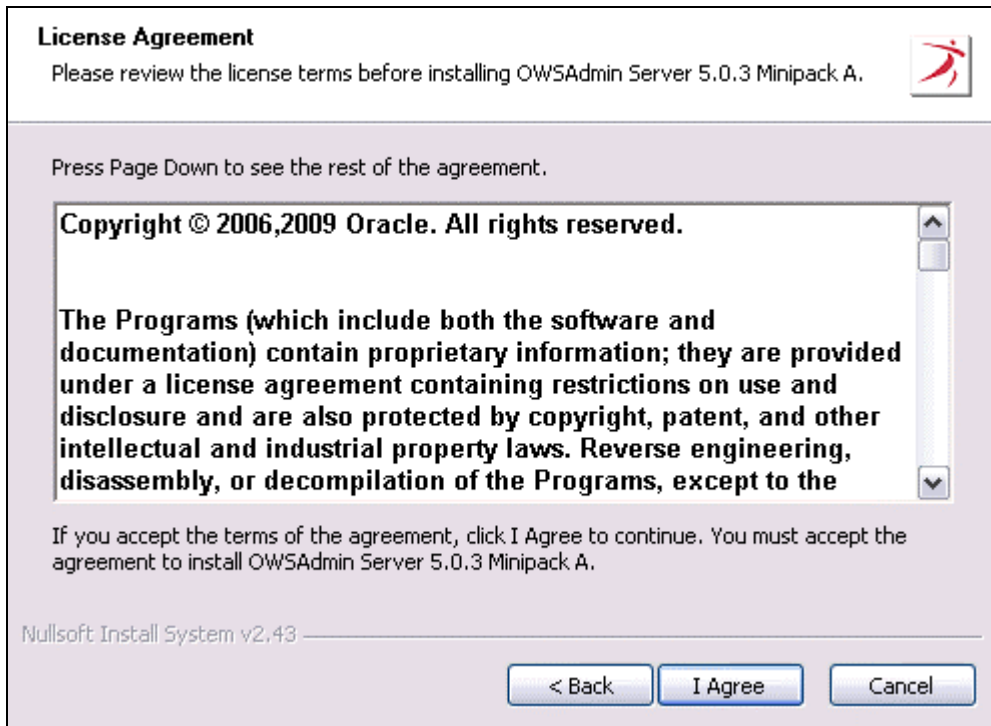 License Agreement
Please review the license terms before installing OWSAdmin Server 5.0.3 Minipack A.
Press Page Down to see the rest of the agreement.
Copyright © 2006,2009 Oracle. All rights reserved.
The Programs (which include both the software and
documentation) contain proprietary information; they are provided
under a license agreement containing restrictions on use and
disclosure and are also protected by copyright, patent, and other
intellectual and industrial property laws. Reverse engineering,
disassembly, or decompilation of the Programs, except to the
If you accept the terms of the agreement, click I Agree to continue. You must accept the
agreement to install OWSAdmin Server 5.0.3 Minipack A.
Nullsoft Install System v2.43
< Back
I Agree
Cancel